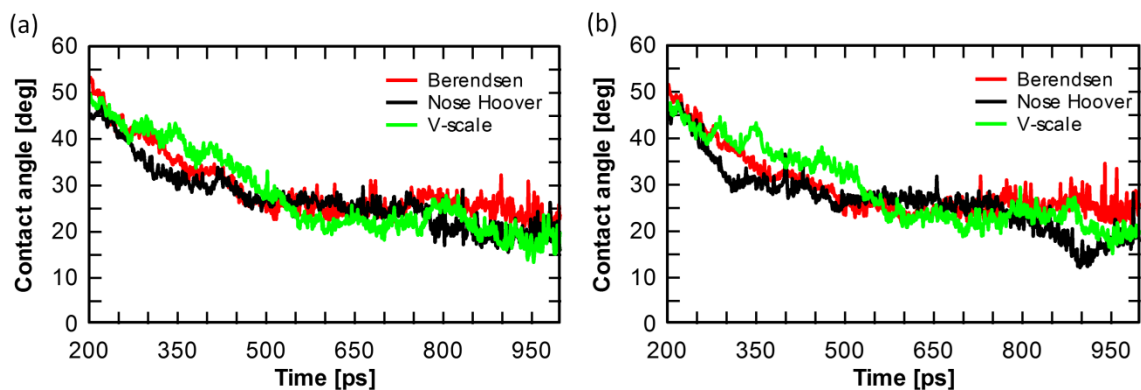 (a)
60
50
40
30
20
10
0
Contact angle [deg]
Berendsen
Nose Hoover
V-scale
200 350 500 650 800 950
Time [ps]
(b)
60
50
40
30
20
10
0
Contact angle [deg]
Berendsen
Nose Hoover
V-scale
200 350 500 650 800 950
Time [ps]